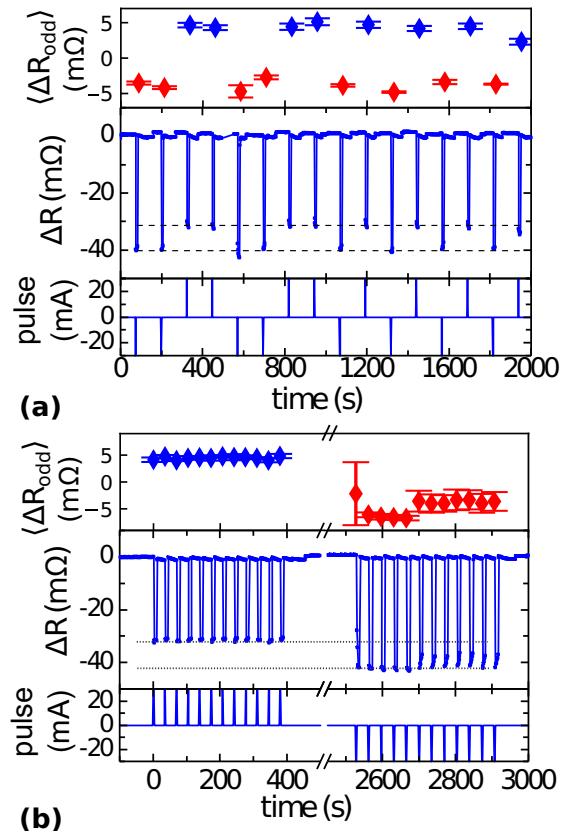 ⟨ΔR_odd⟩
(mΩ)
5
0
−5
ΔR (mΩ)
0
-20
-40
pulse
(mA)
20
0
-20
0 400 800 1200 1600 2000
time (s)
(a)
⟨ΔR_odd⟩
(mΩ)
5
0
−5
ΔR (mΩ)
0
-20
-40
pulse
(mA)
20
0
-20
0 200 400 2600 2800 3000
time (s)
(b)